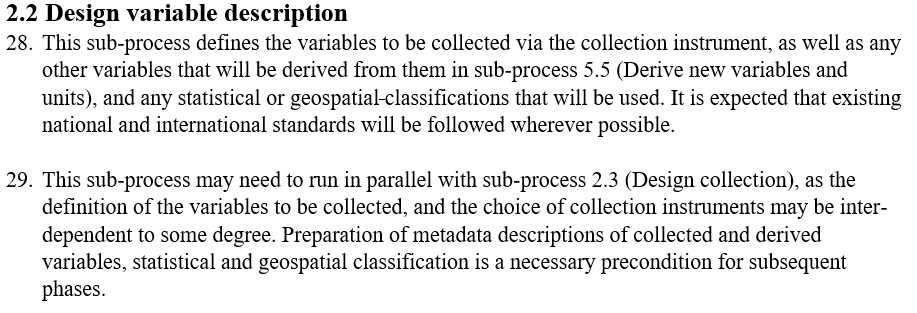 2.2 Design variable description
28. This sub-process defines the variables to be collected via the collection instrument, as well as any
other variables that will be derived from them in sub-process 5.5 (Derive new variables and
units), and any statistical or geospatial-classifications that will be used. It is expected that existing
national and international standards will be followed wherever possible.
29. This sub-process may need to run in parallel with sub-process 2.3 (Design collection), as the
definition of the variables to be collected, and the choice of collection instruments may be inter-
dependent to some degree. Preparation of metadata descriptions of collected and derived
variables, statistical and geospatial classification is a necessary precondition for subsequent
phases.